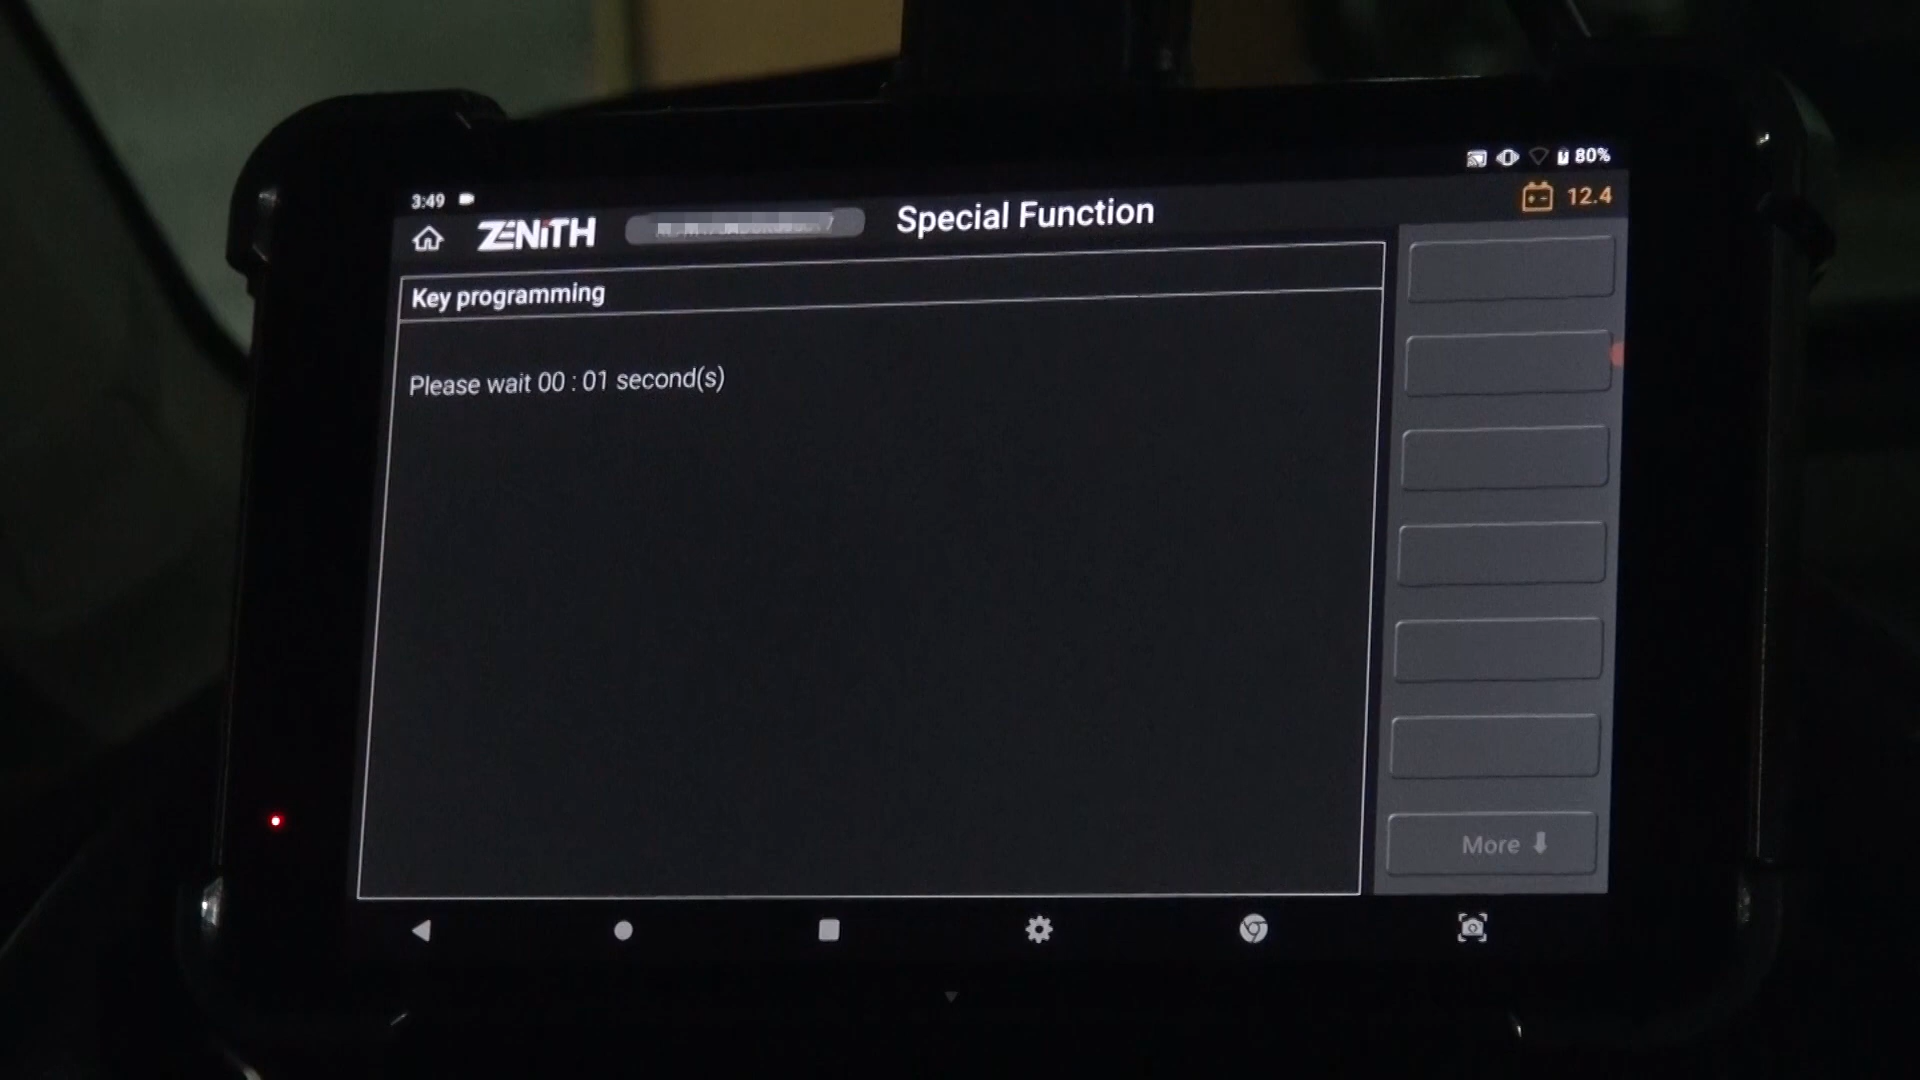 3:49
80%
ZENITH
Special Function
12.4
Key programming
Please wait 00 : 01 second(s)
More